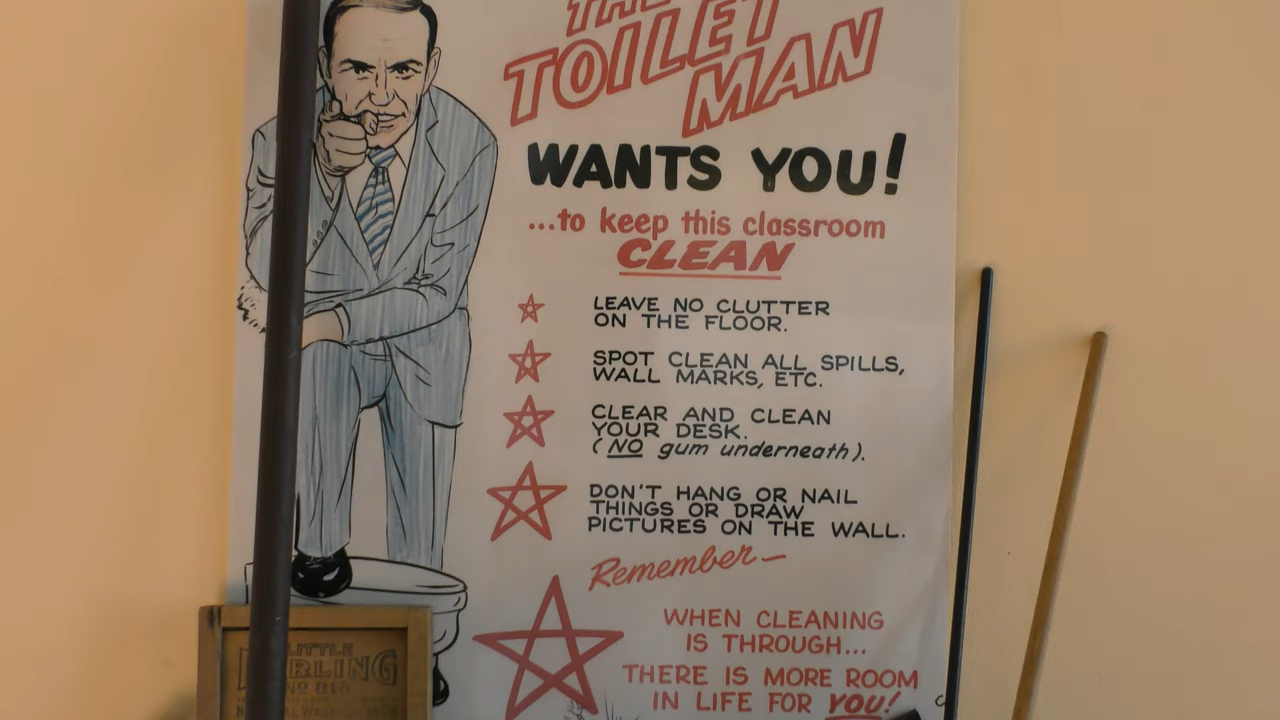 THE
TOILET
MAN
WANTS YOU!
...to keep this classroom
CLEAN
LEAVE NO CLUTTER
ON THE FLOOR.
SPOT CLEAN ALL SPILLS,
WALL MARKS, ETC.
CLEAR AND CLEAN
YOUR DESK.
(NO gum underneath).
DON'T HANG OR NAIL
THINGS OR DRAW
PICTURES ON THE WALL.
Remember—
WHEN CLEANING
IS THROUGH...
THERE IS MORE ROOM
IN LIFE FOR YOU!
LITTLE